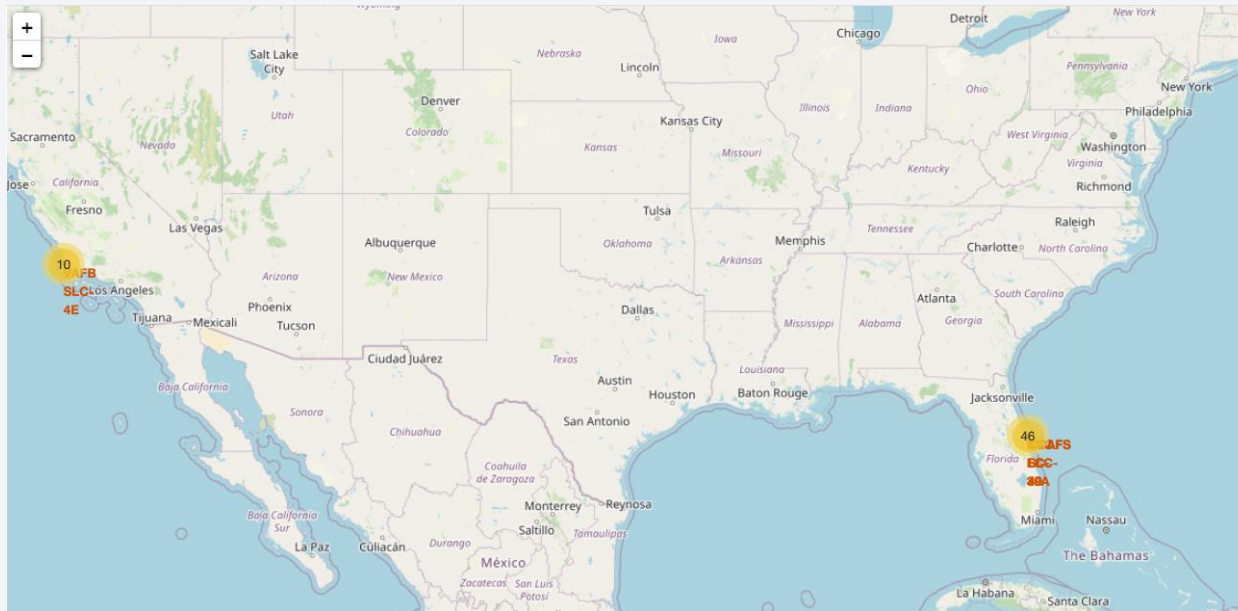 +
−
Wyoming
Detroit
New York
Chicago
Iowa
Nebraska
Salt Lake
City
Lincoln
Pennsylvania
New York
Ohio
Denver
Illinois
Indiana
Philadelphia
Utah
Colorado
Kansas City
Sacramento
Nevada
Kansas
Missouri
West Virginia
Washington
Virginia
Kentucky
Jose
California
Richmond
Fresno
Las Vegas
Tulsa
Raleigh
Albuquerque
Oklahoma
Memphis
Tennessee
Charlotte
North Carolina
10
Arizona
New Mexico
Arkansas
VAFB
SLC-
4E
Los Angeles
Phoenix
Atlanta
South Carolina
Tijuana
Mexicali
Tucson
Dallas
Mississippi
Alabama
Georgia
Ciudad Juárez
Texas
Louisiana
Baja California
Austin
Houston
Baton Rouge
Jacksonville
Sonora
San Antonio
Chihuahua
46
Florida
Coahuila
de Zaragoza
Baja California
Sur
Monterrey
Reynosa
Saltillo
Tamaulipas
Miami
Nassau
La Paz
Culiacán
Durango
México
The Bahamas
Zacatecas
San Luis
Potosí
La Habana
Santa Clara